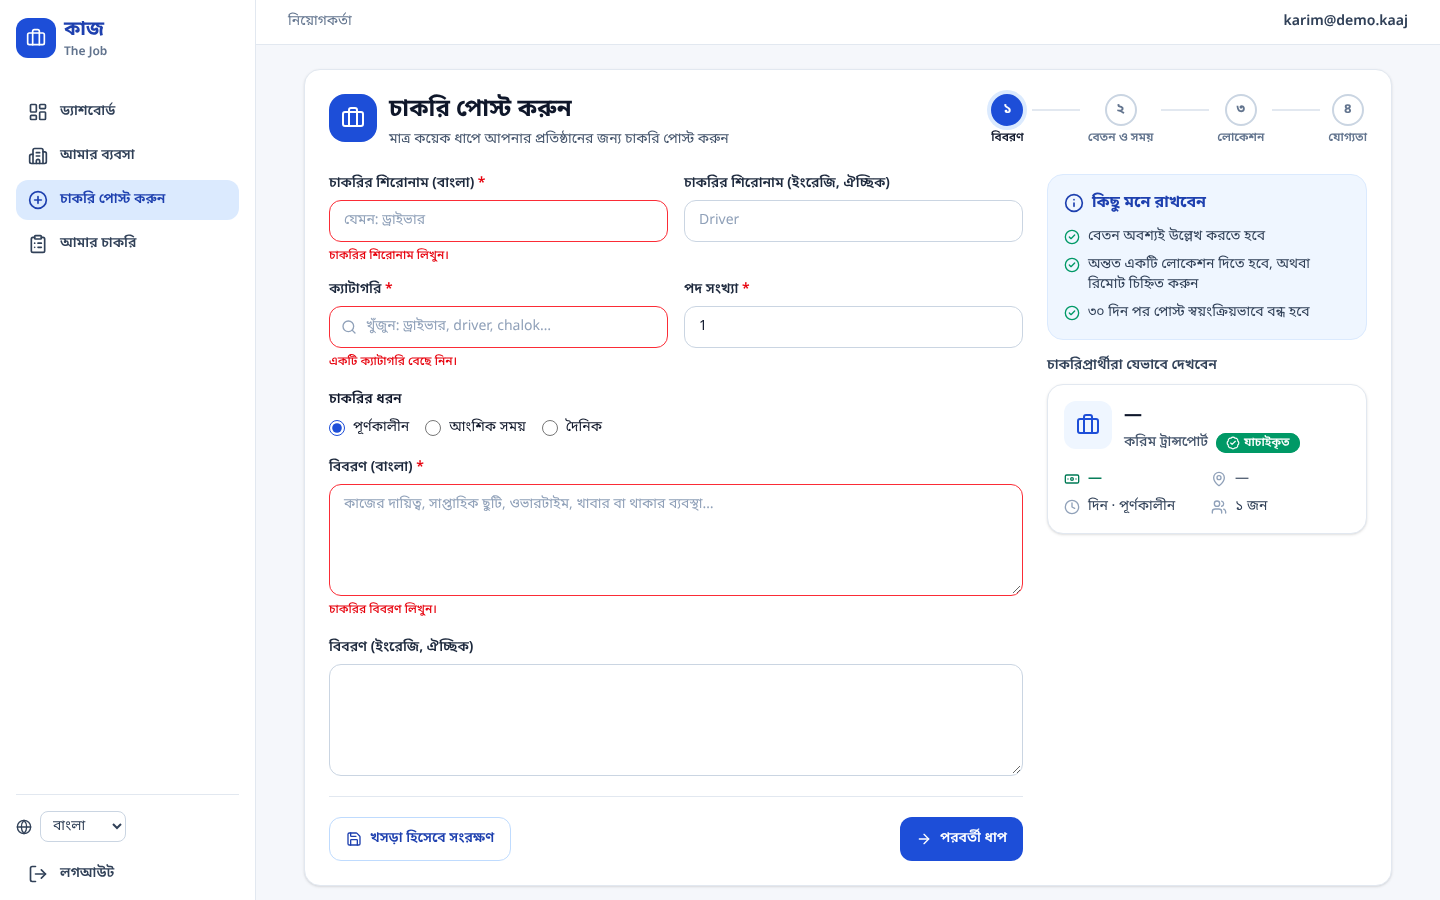 কাজ
The Job
ড্যাশবোর্ড
আমার ব্যবসা
চাকরি পোস্ট করুন
আমার চাকরি
বাংলা
লগআউট
নিয়োগকর্তা
karim@demo.kaaj
চাকরি পোস্ট করুন
মাত্র কয়েক ধাপে আপনার প্রতিষ্ঠানের জন্য চাকরি পোস্ট করুন
১
বিবরণ
২
বেতন ও সময়
৩
লোকেশন
৪
যোগ্যতা
চাকরির শিরোনাম (বাংলা) *
যেমন: ড্রাইভার
চাকরির শিরোনাম লিখুন।
চাকরির শিরোনাম (ইংরেজি, ঐচ্ছিক)
Driver
ক্যাটাগরি *
খুঁজুন: ড্রাইভার, driver, chalok...
একটি ক্যাটাগরি বেছে নিন।
পদ সংখ্যা *
1
চাকরির ধরন
পূর্ণকালীন
আংশিক সময়
দৈনিক
বিবরণ (বাংলা) *
কাজের দায়িত্ব, সাপ্তাহিক ছুটি, ওভারটাইম, খাবার বা থাকার ব্যবস্থা...
চাকরির বিবরণ লিখুন।
বিবরণ (ইংরেজি, ঐচ্ছিক)
খসড়া হিসেবে সংরক্ষণ
পরবর্তী ধাপ
কিছু মনে রাখবেন
বেতন অবশ্যই উল্লেখ করতে হবে
অন্তত একটি লোকেশন দিতে হবে, অথবা
রিমোট চিহ্নিত করুন
৩০ দিন পর পোস্ট স্বয়ংক্রিয়ভাবে বন্ধ হবে
চাকরিপ্রার্থীরা যেভাবে দেখবেন
—
করিম ট্রান্সপোর্ট
যাচাইকৃত
—
—
দিন · পূর্ণকালীন
১ জন